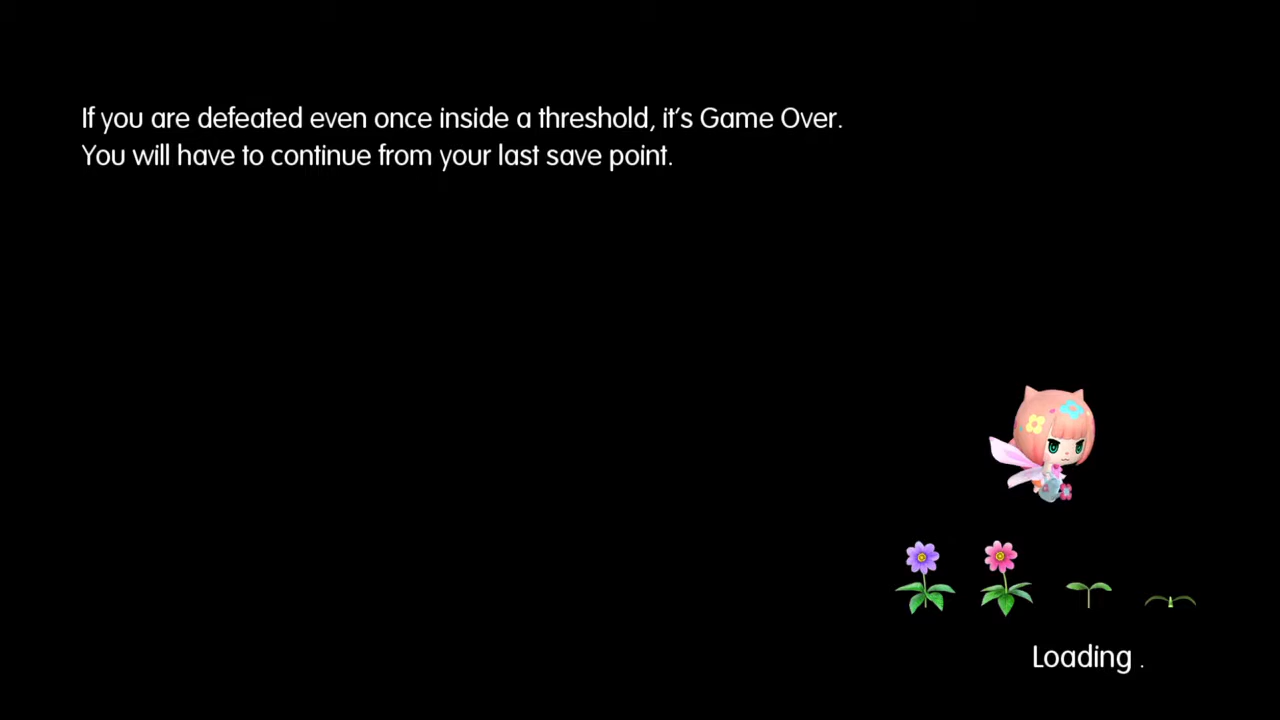 If you are defeated even once inside a threshold, it's Game Over.
You will have to continue from your last save point.
Loading .